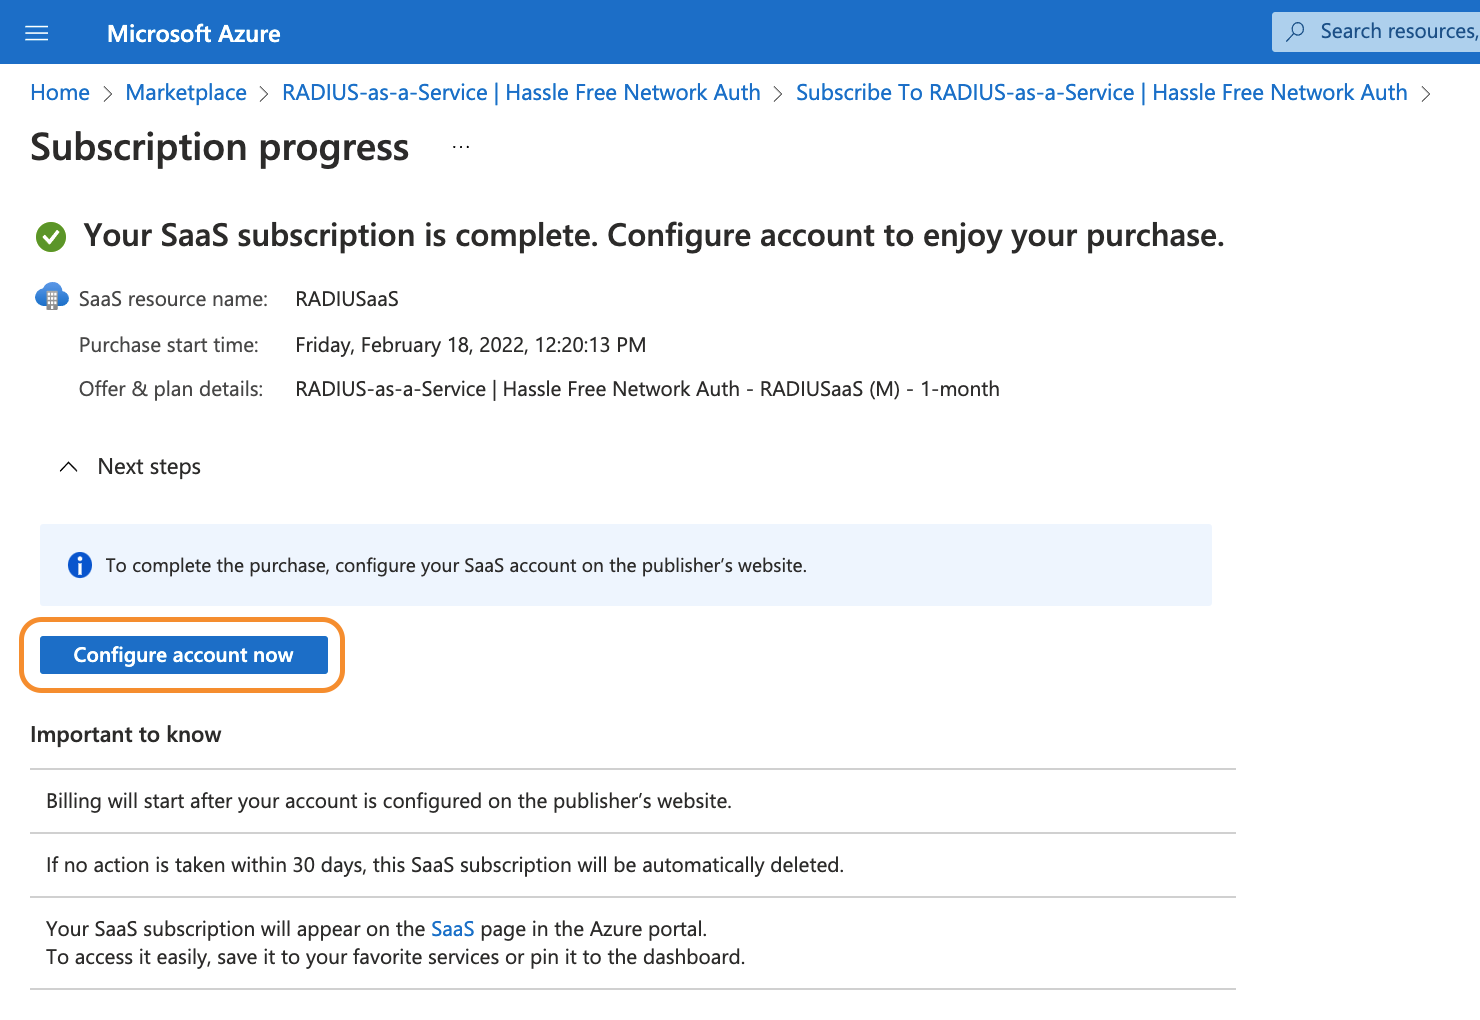 Microsoft Azure
Search resources,
Home > Marketplace > RADIUS-as-a-Service | Hassle Free Network Auth > Subscribe To RADIUS-as-a-Service | Hassle Free Network Auth >
Subscription progress ...
Your SaaS subscription is complete. Configure account to enjoy your purchase.
SaaS resource name: RADIUSaaS
Purchase start time: Friday, February 18, 2022, 12:20:13 PM
Offer & plan details: RADIUS-as-a-Service | Hassle Free Network Auth - RADIUSaaS (M) - 1-month
Next steps
To complete the purchase, configure your SaaS account on the publisher’s website.
Configure account now
Important to know
Billing will start after your account is configured on the publisher’s website.
If no action is taken within 30 days, this SaaS subscription will be automatically deleted.
Your SaaS subscription will appear on the SaaS page in the Azure portal.
To access it easily, save it to your favorite services or pin it to the dashboard.